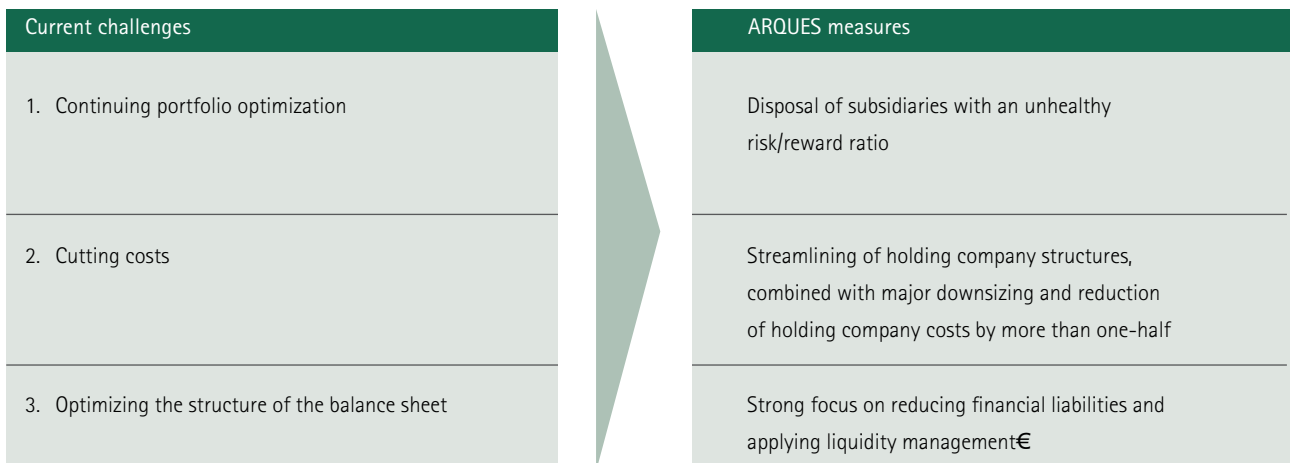 Current challenges
ARQUES measures
1. Continuing portfolio optimization
Disposal of subsidiaries with an unhealthy
risk/reward ratio
2. Cutting costs
Streamlining of holding company structures,
combined with major downsizing and reduction
of holding company costs by more than one-half
3. Optimizing the structure of the balance sheet
Strong focus on reducing financial liabilities and
applying liquidity management€